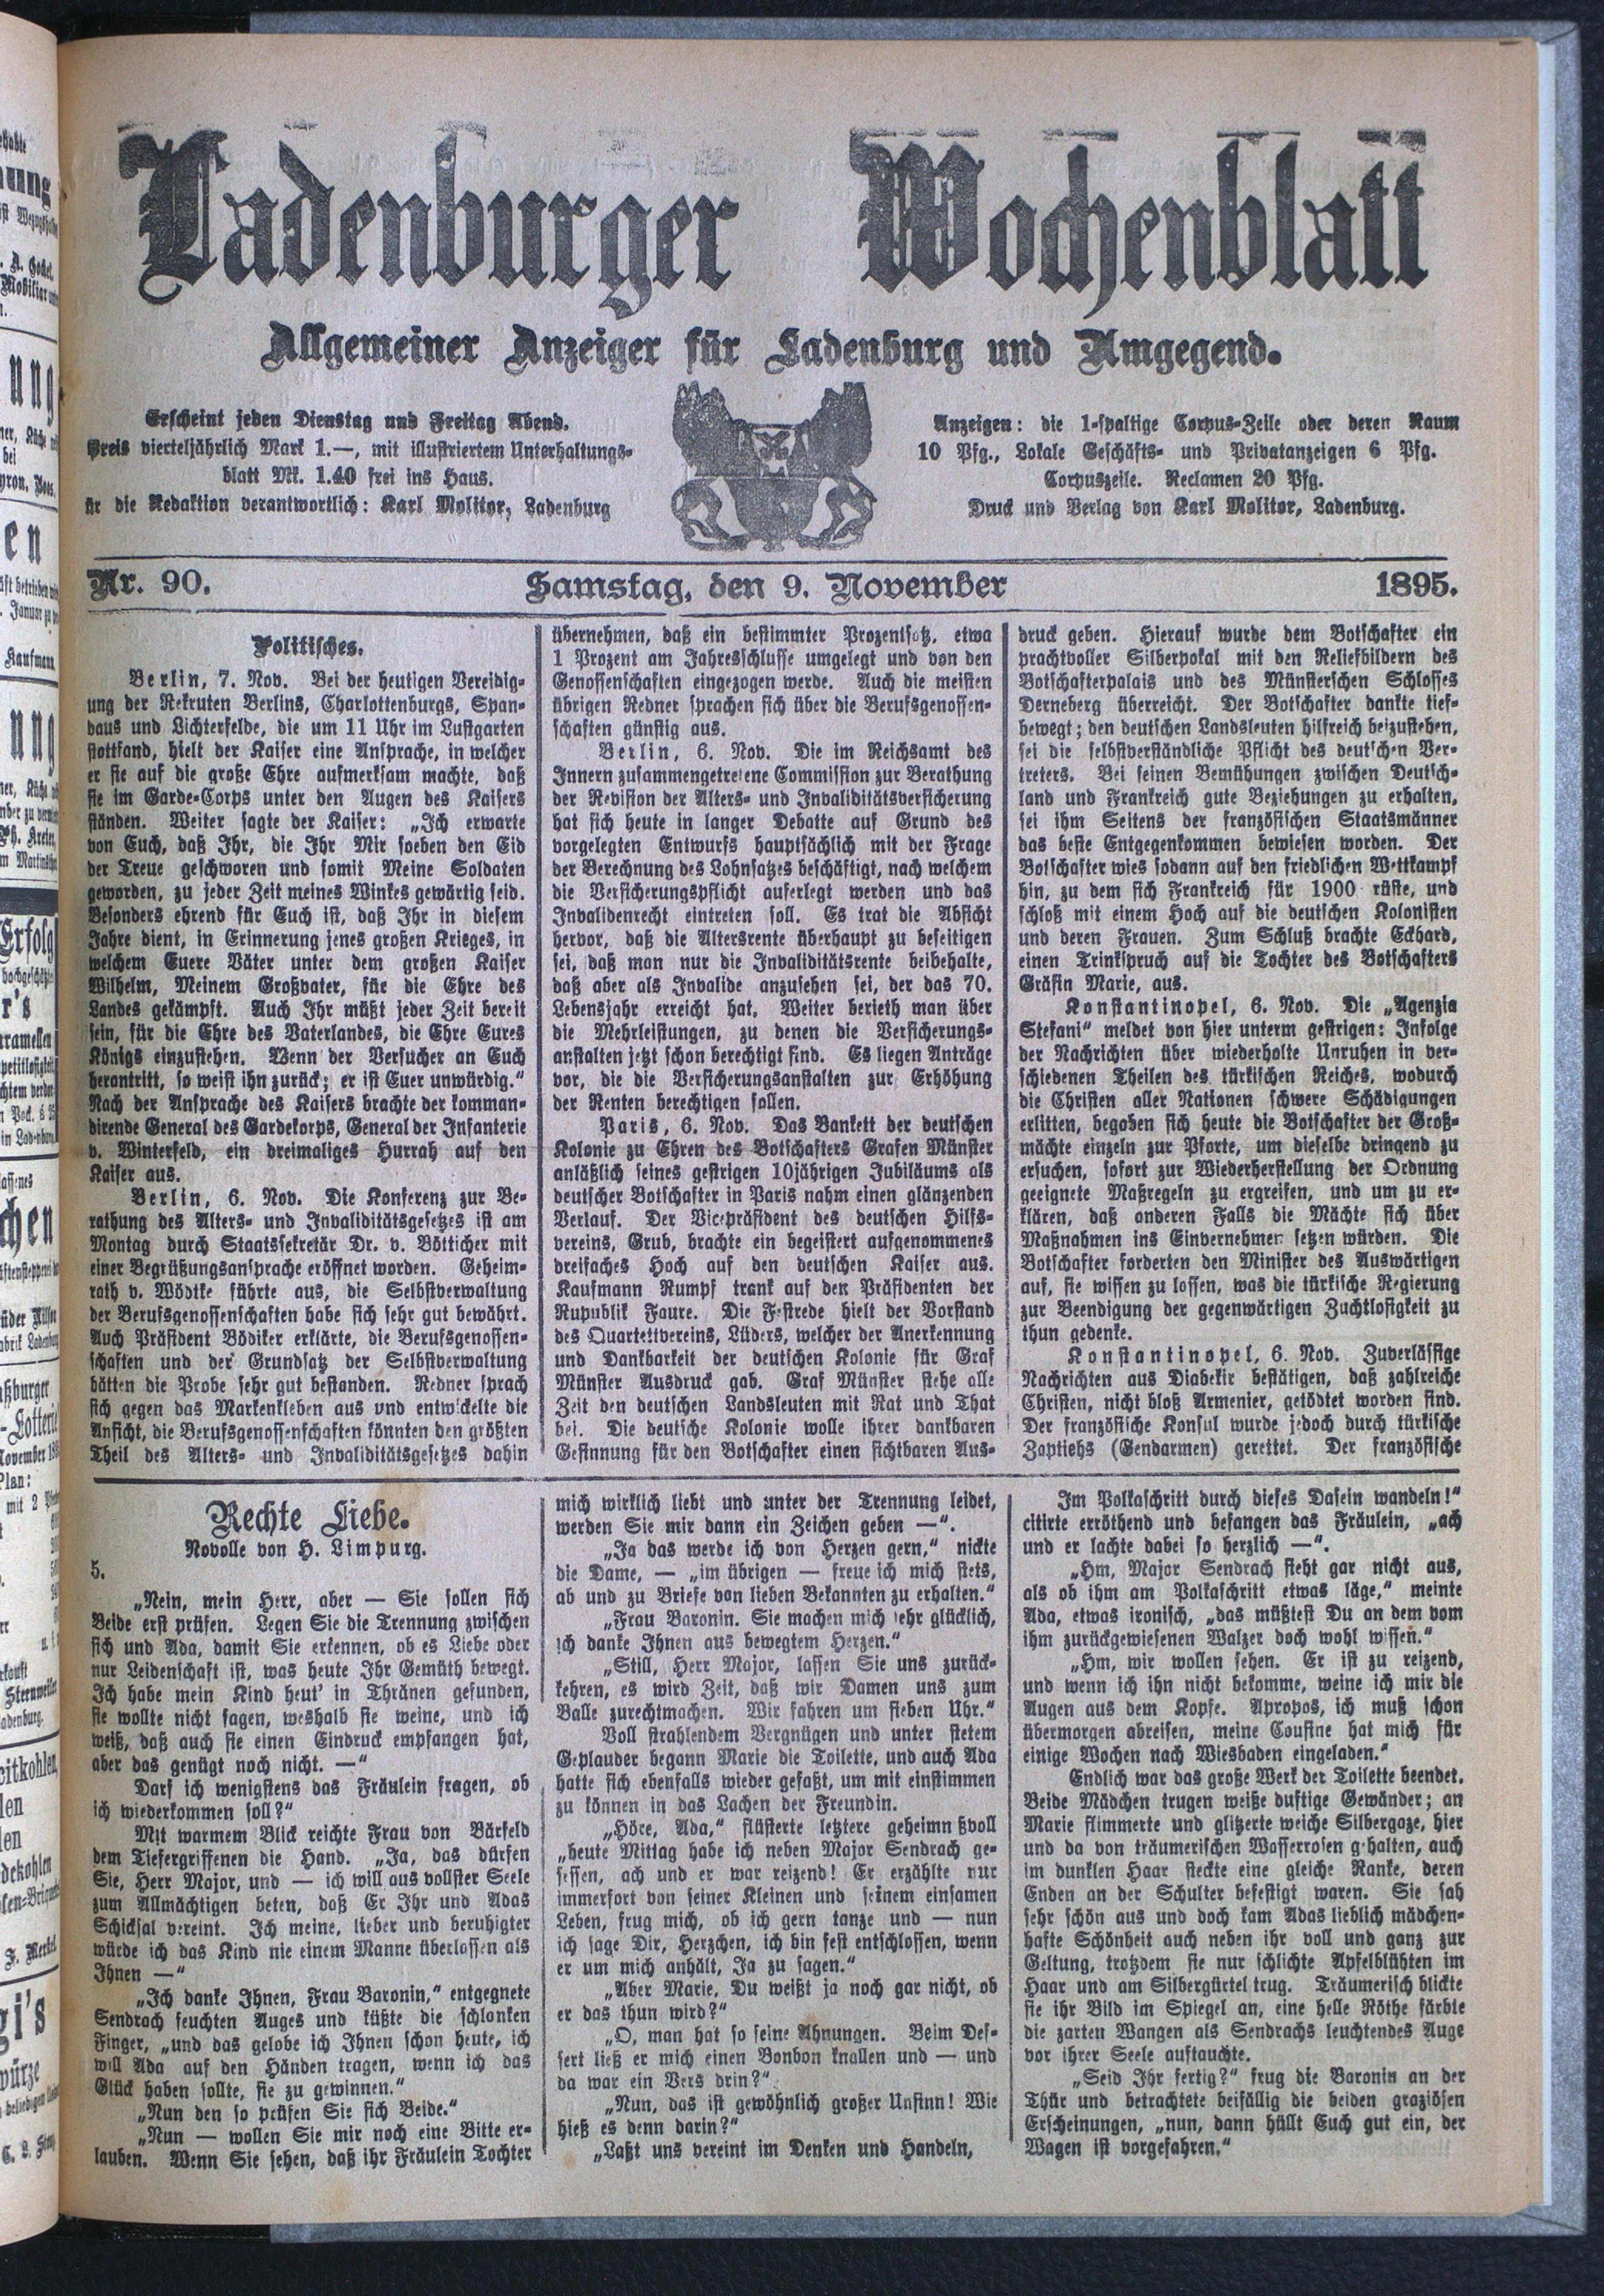 Ladenburger Wochenblatt
Allgemeiner Anzeiger für Ladenburg und Umgegend.
Erscheint jeden Dienstag und Freitag Abend.
Preis vierteljährlich Mark 1.—, mit illustriertem Unterhaltungs-
blatt Mk. 1.40 frei ins Haus.
ür die Redaktion verantwortlich: Karl Molitor, Ladenburg
Anzeigen: die 1-spaltige Corpus-Zeile oder deren Raum
10 Pfg., Lokale Geschäfts- und Privatanzeigen 6 Pfg.
Corpuszeile. Reclamen 20 Pfg.
Druck und Verlag von Karl Molitor, Ladenburg.
Nr. 90. Samstag, den 9. November 1895.
Politisches.
Berlin, 7. Nov. Bei der heutigen Vereidig-
ung der Rekruten Berlins, Charlottenburgs, Span-
daus und Lichterfelde, die um 11 Uhr im Lustgarten
stottfand, hielt der Kaiser eine Ansprache, in welcher
er sie auf die große Ehre aufmerksam machte, daß
sie im Garde-Corps unter den Augen des Kaisers
ständen. Weiter sagte der Kaiser: „Ich erwarte
von Euch, daß Ihr, die Ihr Mir soeben den Eid
der Treue geschworen und somit Meine Soldaten
geworden, zu jeder Zeit meines Winkes gewärtig seid.
Besonders ehrend für Euch ist, daß Ihr in diesem
Jahre dient, in Erinnerung jenes großen Krieges, in
welchem Euere Väter unter dem großen Kaiser
Wilhelm, Meinem Großvater, für die Ehre des
Landes gekämpft. Auch Ihr müßt jeder Zeit bereit
sein, für die Ehre des Vaterlandes, die Ehre Eures
Königs einzustehen. Wenn der Versucher an Euch
herantritt, so weist ihn zurück; er ist Euer unwürdig.“
Nach der Ansprache des Kaisers brachte der komman-
dirende General des Gardekorps, General der Infanterie
v. Winterfeld, ein dreimaliges Hurrah auf den
Kaiser aus.
Berlin, 6. Nov. Die Konferenz zur Be-
rathung des Alters- und Invaliditätsgesetzes ist am
Montag durch Staatssekretär Dr. v. Bötticher mit
einer Begrüßungsansprache eröffnet worden. Geheim-
rath v. Wödtke führte aus, die Selbstverwaltung
der Berufsgenossenschaften habe sich sehr gut bewährt.
Auch Präsident Bödiker erklärte, die Berufsgenossen-
schaften und der Grundsatz der Selbstverwaltung
hätten die Probe sehr gut bestanden. Redner sprach
sich gegen das Markenkleben aus und entwickelte die
Ansicht, die Berufsgenossenschaften könnten den größten
Theil des Alters- und Invaliditätsgesetzes dahin
übernehmen, daß ein bestimmter Prozentsatz, etwa
1 Prozent am Jahresschlusse umgelegt und von den
Genossenschaften eingezogen werde. Auch die meisten
übrigen Redner sprachen sich über die Berufsgenossen-
schaften günstig aus.
Berlin, 6. Nov. Die im Reichsamt des
Innern zusammengetretene Commission zur Berathung
der Revision der Alters- und Invaliditätsversicherung
hat sich heute in langer Debatte auf Grund des
vorgelegten Entwurfs hauptsächlich mit der Frage
der Berechnung des Lohnsatzes beschäftigt, nach welchem
die Versicherungspflicht auferlegt werden und das
Invalidenrecht eintreten soll. Es trat die Absicht
hervor, daß die Altersrente überhaupt zu beseitigen
sei, daß man nur die Invaliditätsrente beibehalte,
daß aber als Invalide anzusehen sei, der das 70.
Lebensjahr erreicht hat. Weiter berieth man über
die Mehrleistungen, zu denen die Versicherungs-
anstalten jetzt schon berechtigt sind. Es liegen Anträge
vor, die die Versicherungsanstalten zur Erhöhung
der Renten berechtigen sollen.
Paris, 6. Nov. Das Bankett der deutschen
Kolonie zu Ehren des Botschafters Grafen Münster
anläßlich seines gestrigen 10jährigen Jubiläums als
deutscher Botschafter in Paris nahm einen glänzenden
Verlauf. Der Vicepräsident des deutschen Hilfs-
vereins, Grub, brachte ein begeistert aufgenommenes
dreifaches Hoch auf den deutschen Kaiser aus.
Kaufmann Rumpf trank auf den Präsidenten der
Rupublik Faure. Die Festrede hielt der Vorstand
des Quartettvereins, Lüders, welcher der Anerkennung
und Dankbarkeit der deutschen Kolonie für Graf
Münster Ausdruck gab. Graf Münster stehe alle
Zeit den deutschen Landsleuten mit Rat und That
bei. Die deutsche Kolonie wolle ihrer dankbaren
Gesinnung für den Botschafter einen sichtbaren Aus-
druck geben. Hierauf wurde dem Botschafter ein
prachtvoller Silberpokal mit den Reliefbildern des
Botschafterpalais und des Münsterschen Schlosses
Derneberg überreicht. Der Botschafter dankte tief-
bewegt; den deutschen Landsleuten hilfreich beizustehen,
sei die selbstverständliche Pflicht des deutschen Ver-
treters. Bei seinen Bemühungen zwischen Deutsch-
land und Frankreich gute Beziehungen zu erhalten,
sei ihm Seitens der französischen Staatsmänner
das beste Entgegenkommen bewiesen worden. Der
Botschafter wies sodann auf den friedlichen Wettkampf
hin, zu dem sich Frankreich für 1900 rüste, und
schloß mit einem Hoch auf die deutschen Kolonisten
und deren Frauen. Zum Schluß brachte Eckhard,
einen Trinkspruch auf die Tochter des Botschafters
Gräfin Marie, aus.
Konstantinopel, 6. Nov. Die „Agenzia
Stefani“ meldet von hier unterm gestrigen: Infolge
der Nachrichten über wiederholte Unruhen in ver-
schiedenen Theilen des türkischen Reiches, wodurch
die Christen aller Nationen schwere Schädigungen
erlitten, begaben sich heute die Botschafter der Groß-
mächte einzeln zur Pforte, um dieselbe dringend zu
ersuchen, sofort zur Wiederherstellung der Ordnung
geeignete Maßregeln zu ergreifen, und um zu er-
klären, daß anderen Falls die Mächte sich über
Maßnahmen ins Einvernehmen setzen würden. Die
Botschafter forderten den Minister des Auswärtigen
auf, sie wissen zu lassen, was die türkische Regierung
zur Beendigung der gegenwärtigen Zuchtlosigkeit zu
thun gedenke.
Konstantinopel, 6. Nov. Zuverlässige
Nachrichten aus Diabekir bestätigen, daß zahlreiche
Christen, nicht bloß Armenier, getödtet worden sind.
Der französische Konsul wurde jedoch durch türkische
Zaptiehs (Gendarmen) gerettet. Der französische
Rechte Liebe.
Novolle von H. Limpurg.
5.
„Nein, mein Herr, aber — Sie sollen sich
Beide erst prüfen. Legen Sie die Trennung zwischen
sich und Ada, damit Sie erkennen, ob es Liebe oder
nur Leidenschaft ist, was heute Ihr Gemüth bewegt.
Ich habe mein Kind heut' in Thränen gefunden,
sie wollte nicht sagen, weshalb sie weine, und ich
weiß, daß auch sie einen Eindruck empfangen hat,
aber das genügt noch nicht. —“
Darf ich wenigstens das Fräulein fragen, ob
ich wiederkommen soll?“
Mit warmem Blick reichte Frau von Bärfeld
dem Tiefergriffenen die Hand. „Ja, das dürfen
Sie, Herr Major, und — ich will aus vollster Seele
zum Allmächtigen beten, daß Er Ihr und Adas
Schicksal vereint. Ich meine, lieber und beruhigter
würde ich das Kind nie einem Manne überlassen als
Ihnen —“
„Ich danke Ihnen, Frau Baronin,“ entgegnete
Sendrach feuchten Auges und küßte die schlanken
Finger, „und das gelobe ich Ihnen schon heute, ich
will Ada auf den Händen tragen, wenn ich das
Glück haben sollte, sie zu gewinnen.“
„Nun den so prüfen Sie sich Beide.“
„Nun — wollen Sie mir noch eine Bitte er-
lauben. Wenn Sie sehen, daß ihr Fräulein Tochter
mich wirklich liebt und unter der Trennung leidet,
werden Sie mir dann ein Zeichen geben —“.
„Ja das werde ich von Herzen gern,“ nickte
die Dame, — „im übrigen — freue ich mich stets,
ab und zu Briefe von lieben Bekannten zu erhalten.“
„Frau Baronin. Sie machen mich sehr glücklich,
ich danke Ihnen aus bewegtem Herzen.“
„Still, Herr Major, lassen Sie uns zurück-
kehren, es wird Zeit, daß wir Damen uns zum
Balle zurechtmachen. Wir fahren um sieben Uhr.“
Voll strahlendem Vergnügen und unter stetem
Geplauder begann Marie die Toilette, und auch Ada
hatte sich ebenfalls wieder gefaßt, um mit einstimmen
zu können in das Lachen der Freundin.
„Höre, Ada,“ flüsterte letztere geheimn ßvoll
„heute Mittag habe ich neben Major Sendrach ge-
sessen, ach und er war reizend! Er erzählte nur
immerfort von seiner Kleinen und seinem einsamen
Leben, frug mich, ob ich gern tanze und — nun
ich sage Dir, Herzchen, ich bin fest entschlossen, wenn
er um mich anhält, Ja zu sagen.“
„Aber Marie, Du weißt ja noch gar nicht, ob
er das thun wird?“
„O, man hat so seine Ahnungen. Beim Des-
sert ließ er mich einen Bonbon knallen und — und
da war ein Vers drin?“
„Nun, das ist gewöhnlich großer Unsinn! Wie
hieß es denn darin?“
„Laßt uns vereint im Denken und Handeln,
Im Polkaschritt durch dieses Dasein wandeln!“
citirte erröthend und befangen das Fräulein, „ach
und er lachte dabei so herzlich —“.
„Hm, Major Sendrach sieht gar nicht aus,
als ob ihm am Polkaschritt etwas läge,“ meinte
Ada, etwas ironisch, „das müßtest Du an dem vom
ihm zurückgewiesenen Walzer doch wohl wissen.“
„Hm, wir wollen sehen. Er ist zu reizend,
und wenn ich ihn nicht bekomme, weine ich mir die
Augen aus dem Kopfe. Apropos, ich muß schon
übermorgen abreisen, meine Cousine hat mich für
einige Wochen nach Wiesbaden eingeladen.“
Endlich war das große Werk der Toilette beendet.
Beide Mädchen trugen weiße duftige Gewänder; an
Marie flimmerte und glitzerte weiche Silbergaze, hier
und da von träumerischen Wasserrosen g-halten, auch
im dunklen Haar steckte eine gleiche Ranke, deren
Enden an der Schulter befestigt waren. Sie sah
sehr schön aus und doch kam Adas lieblich mädchen-
hafte Schönheit auch neben ihr voll und ganz zur
Geltung, trotzdem sie nur schlichte Apfelblühten im
Haar und am Silbergürtel trug. Träumerisch blickte
sie ihr Bild im Spiegel an, eine helle Röthe färbte
die zarten Wangen als Sendrachs leuchtendes Auge
vor ihrer Seele auftauchte.
„Seid Ihr fertig?“ frug die Baronin an der
Thür und betrachtete beifällig die beiden graziösen
Erscheinungen, „nun, dann hüllt Euch gut ein, der
Wagen ist vorgefahren.“